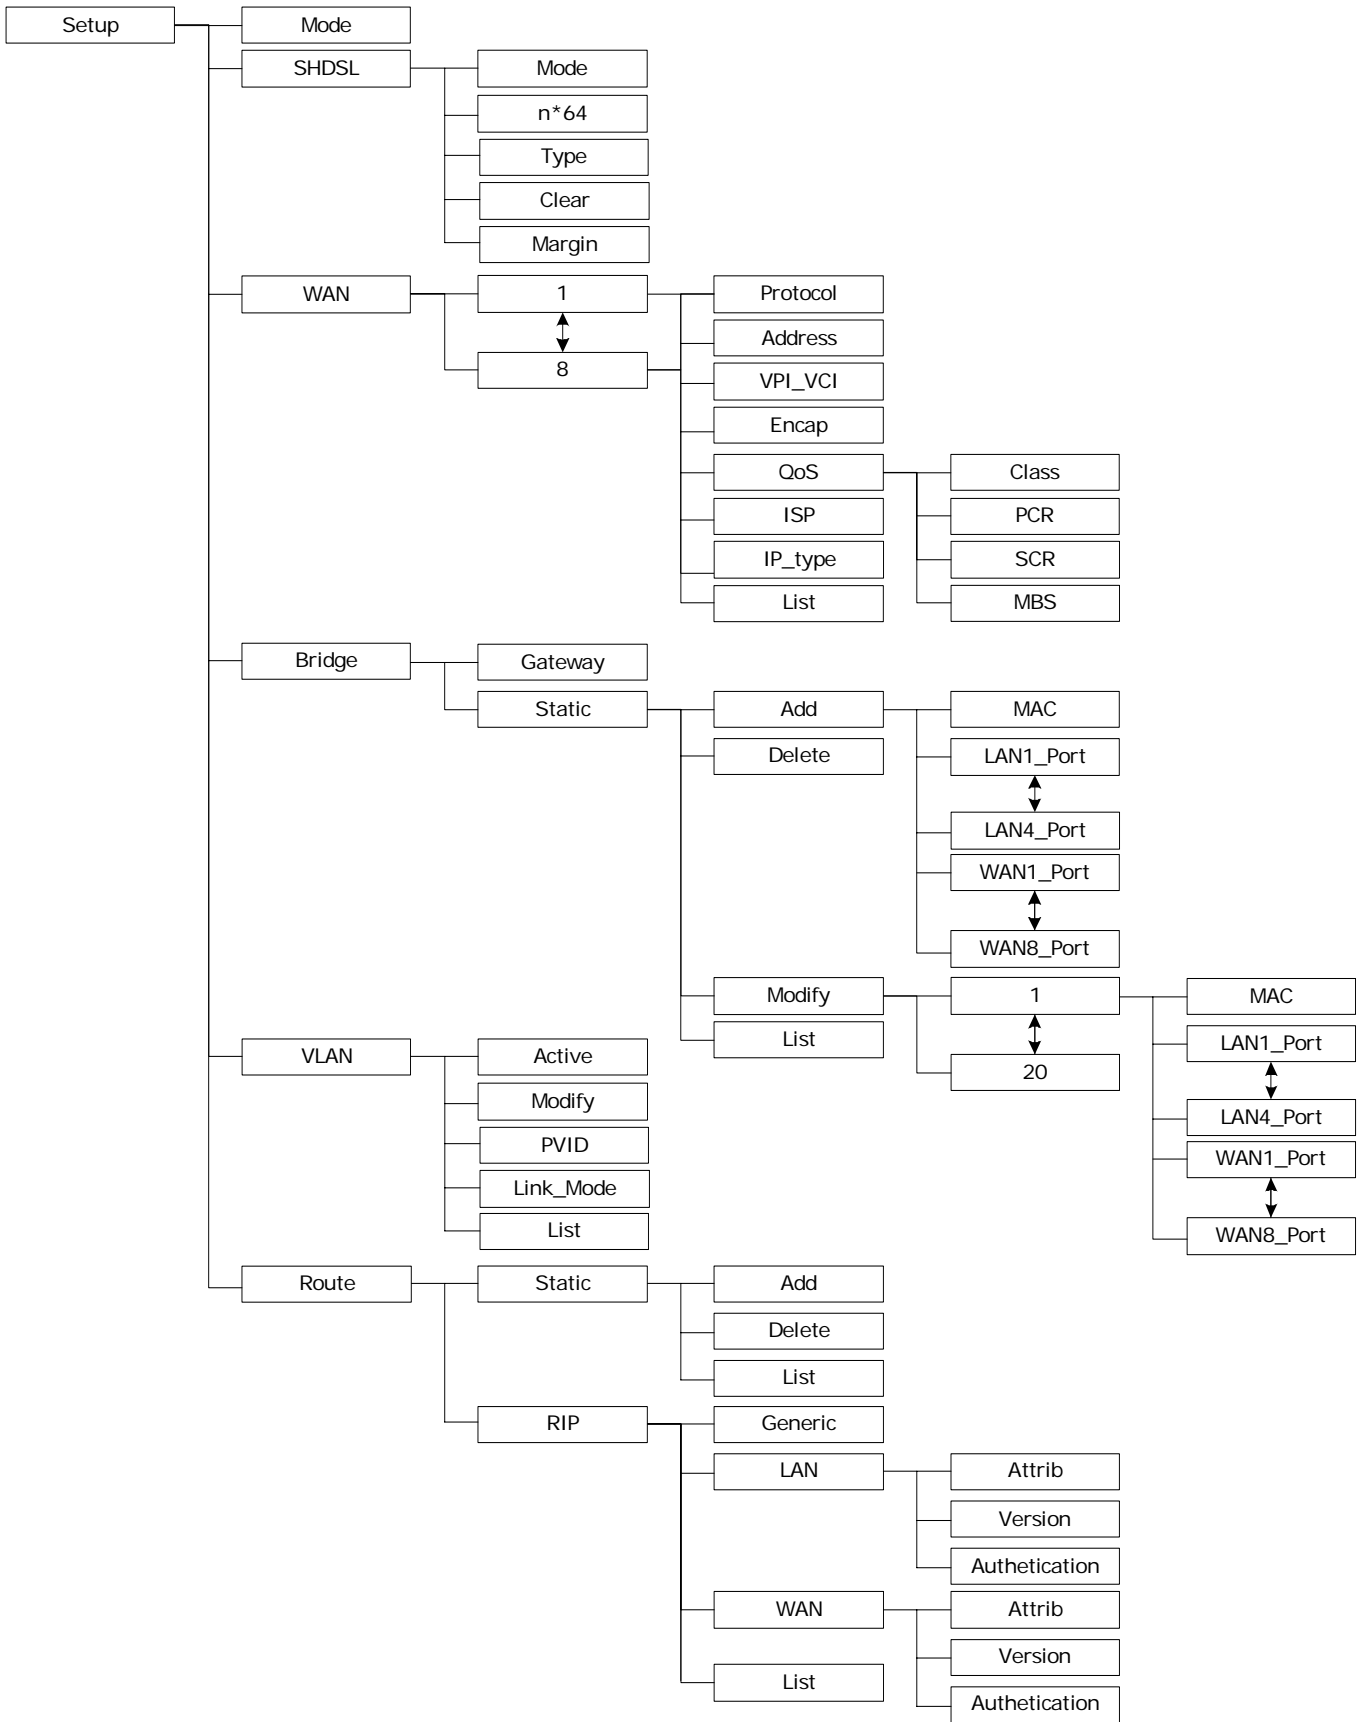 Setup
Mode
SHDSL
Mode
n*64
Type
Clear
Margin
WAN
1
Protocol
Address
8
VPI_VCI
Encap
QoS
Class
ISP
PCR
IP_type
SCR
List
MBS
Bridge
Gateway
Static
Add
MAC
Delete
LAN1_Port
LAN4_Port
WAN1_Port
WAN8_Port
Modify
1
MAC
List
LAN1_Port
20
LAN4_Port
WAN1_Port
WAN8_Port
VLAN
Active
Modify
PVID
Link_Mode
List
Route
Static
Add
Delete
List
RIP
Generic
LAN
Attrib
Version
Authetication
WAN
Attrib
Version
List
Authetication